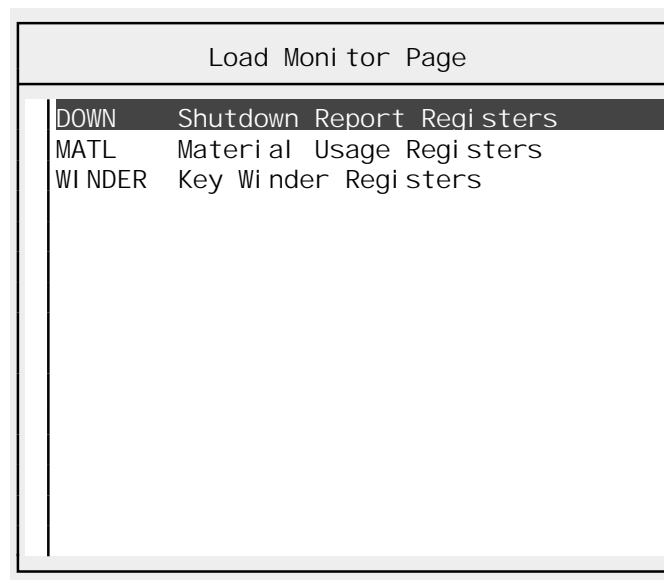 Load Monitor Page
DOWN Shutdown Report Registers
MATL Material Usage Registers
WINDER Key Winder Registers